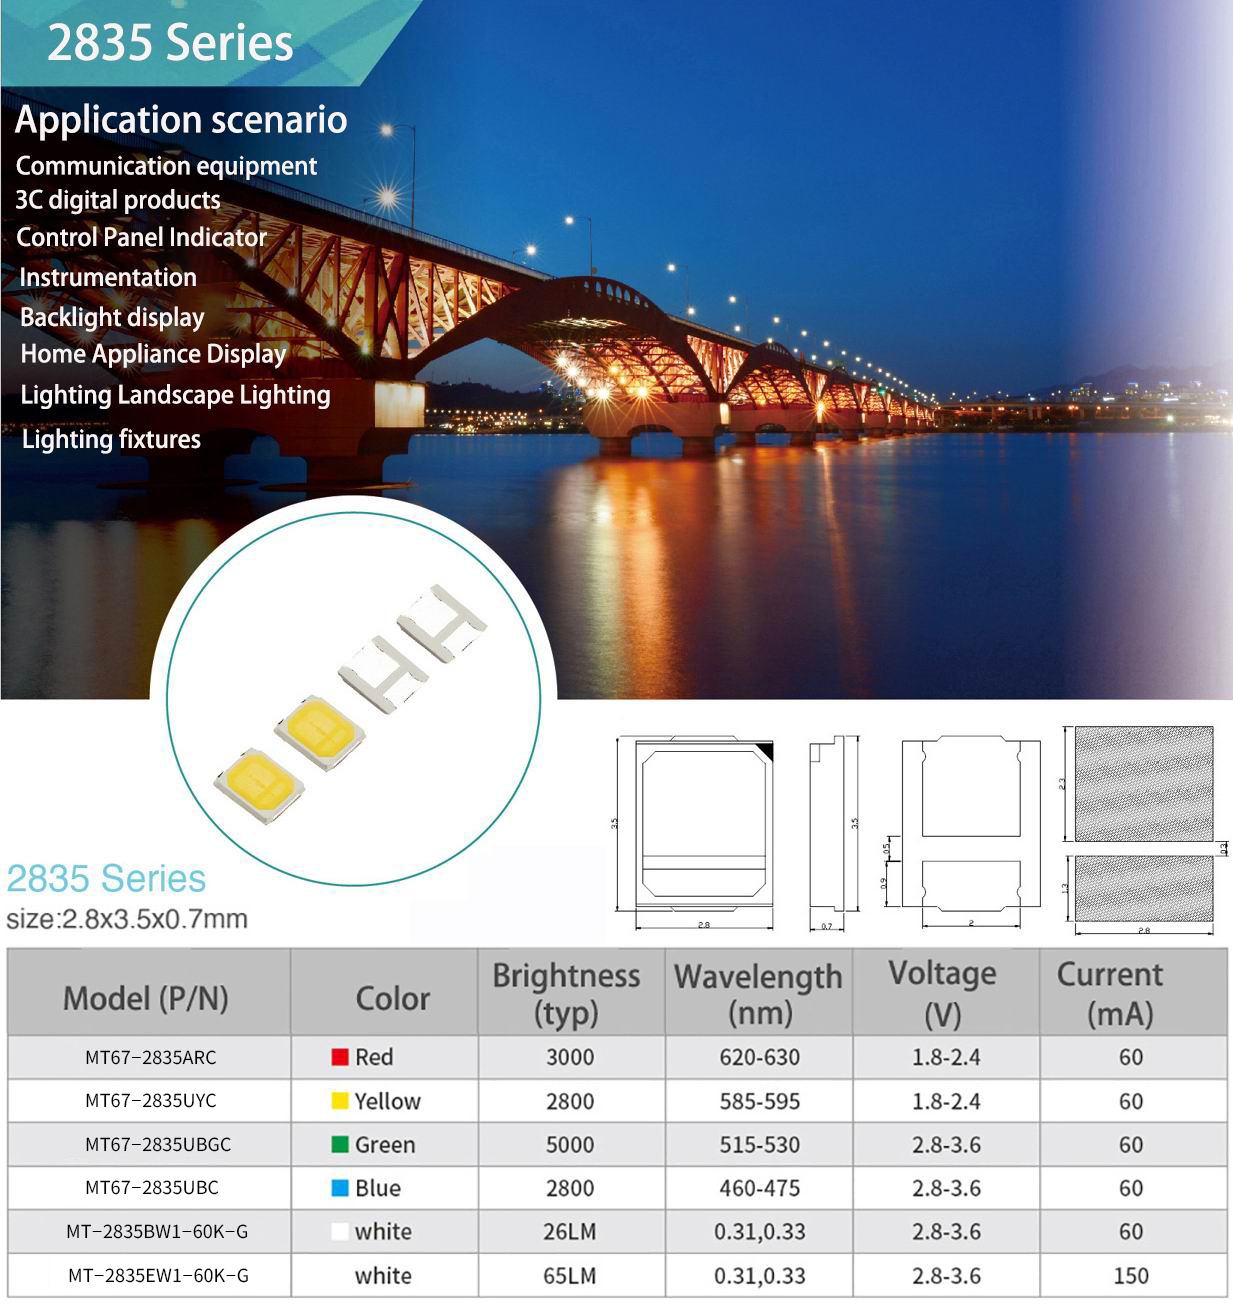 2835 Series
Application scenario
Communication equipment
3C digital products
Control Panel Indicator
Instrumentation
Backlight display
Home Appliance Display
Lighting Landscape Lighting
Lighting fixtures
2835 Series
size:2.8x3.5x0.7mm
3.5
2.8
3.5
0.7
0.5
0.9
2
2.3
0.3
1.3
2.8
Model (P/N) Color Brightness (typ) Wavelength (nm) Voltage (V) Current (mA)
MT67-2835ARC Red 3000 620-630 1.8-2.4 60
MT67-2835UYC Yellow 2800 585-595 1.8-2.4 60
MT67-2835UBGC Green 5000 515-530 2.8-3.6 60
MT67-2835UBC Blue 2800 460-475 2.8-3.6 60
MT-2835BW1-60K-G white 26LM 0.31,0.33 2.8-3.6 60
MT-2835EW1-60K-G white 65LM 0.31,0.33 2.8-3.6 150